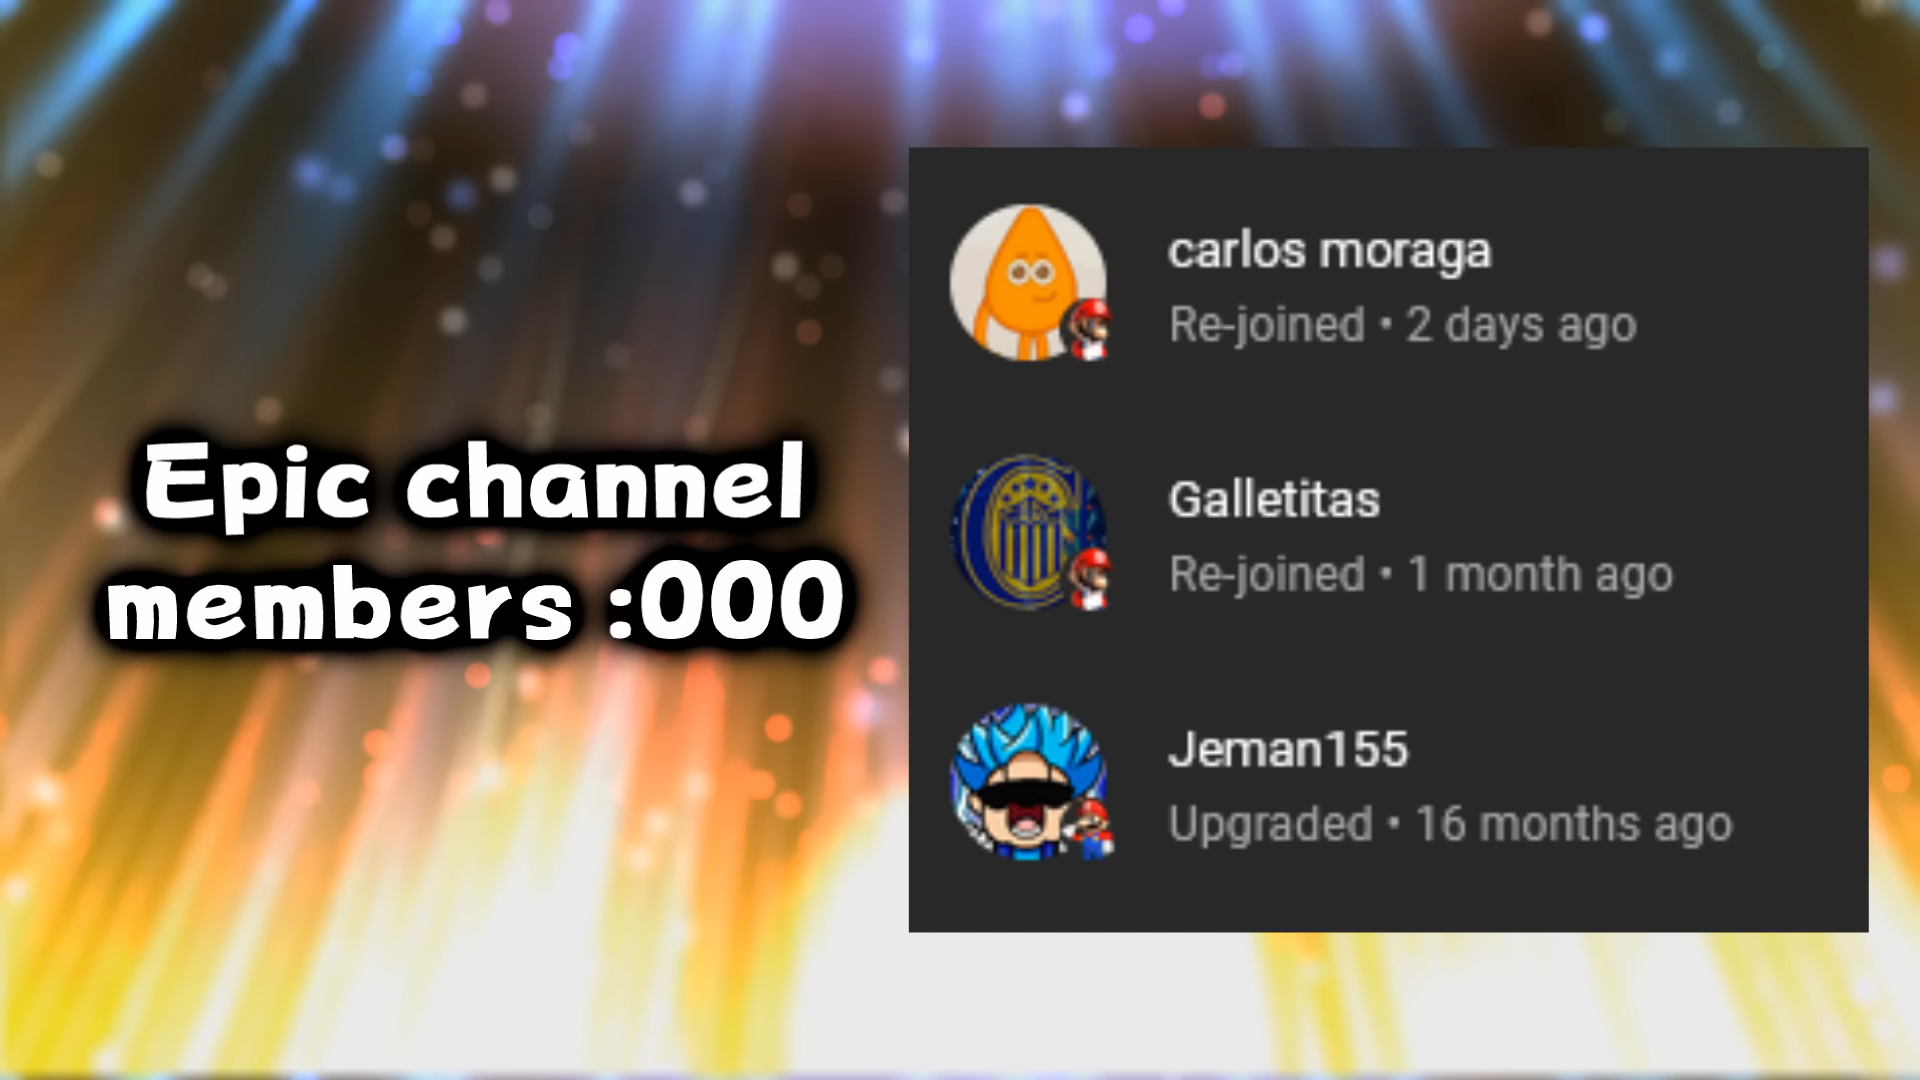 Epic channel
members :000
carlos moraga
Re-joined • 2 days ago
Galletitas
Re-joined • 1 month ago
Jeman155
Upgraded • 16 months ago